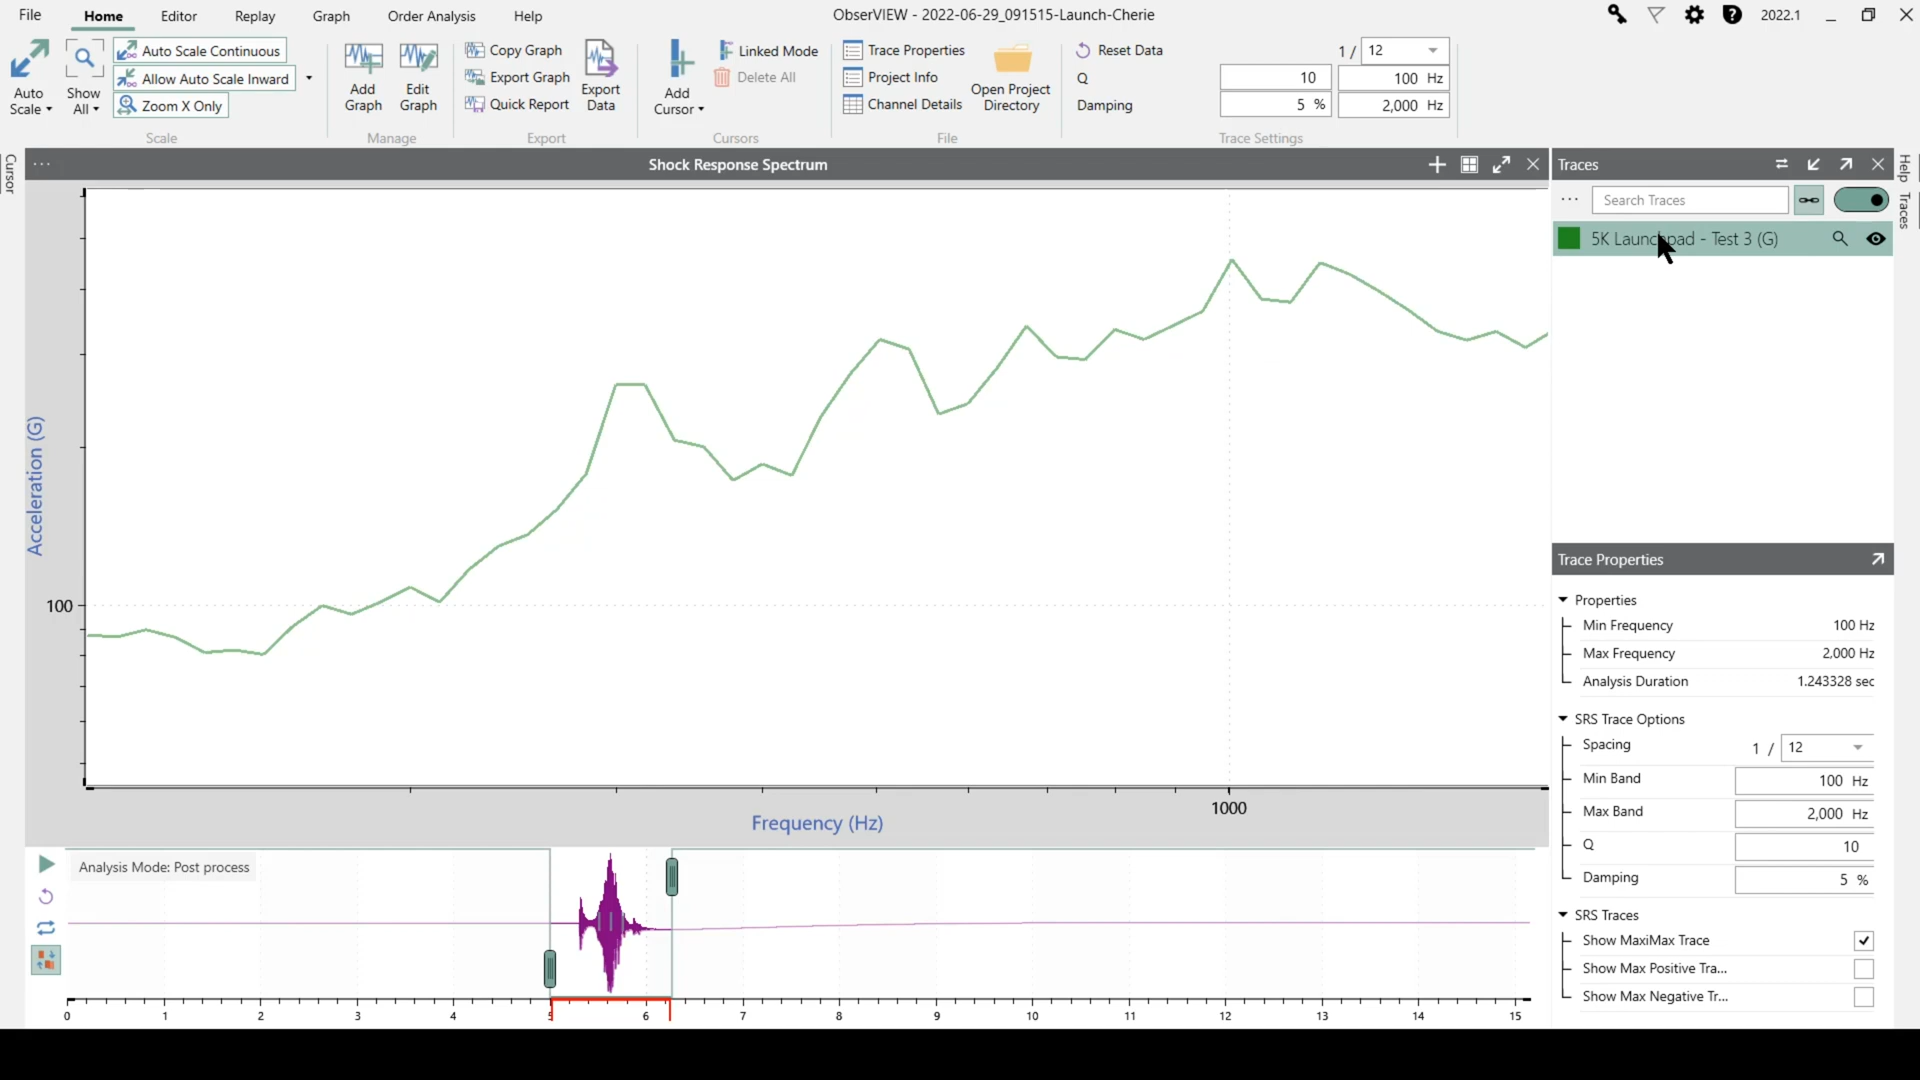 File Home Editor Replay Graph Order Analysis Help ObserVIEW - 2022-06-29_091515-Launch-Cherie 2022.1
Auto Scale
Show All
Auto Scale Continuous
Allow Auto Scale Inward
Zoom X Only
Scale
Add Graph
Edit Graph
Manage
Copy Graph
Export Graph
Quick Report
Export Data
Export
Add Cursor
Linked Mode
Delete All
Cursors
Trace Properties
Project Info
Channel Details
Open Project Directory
File
Reset Data 1 / 12
Q 10 100 Hz
Damping 5 % 2,000 Hz
Trace Settings
Cursor
... Shock Response Spectrum
Acceleration (G)
100
1000
Frequency (Hz)
Analysis Mode: Post process
0 1 2 3 4 5 6 7 8 9 10 11 12 13 14 15
Traces
... Search Traces
5K Launchpad - Test 3 (G)
Trace Properties
Properties
Min Frequency 100 Hz
Max Frequency 2,000 Hz
Analysis Duration 1.243328 sec
SRS Trace Options
Spacing 1 / 12
Min Band 100 Hz
Max Band 2,000 Hz
Q 10
Damping 5 %
SRS Traces
Show MaxiMax Trace
Show Max Positive Tra...
Show Max Negative Tr...
Help
Traces